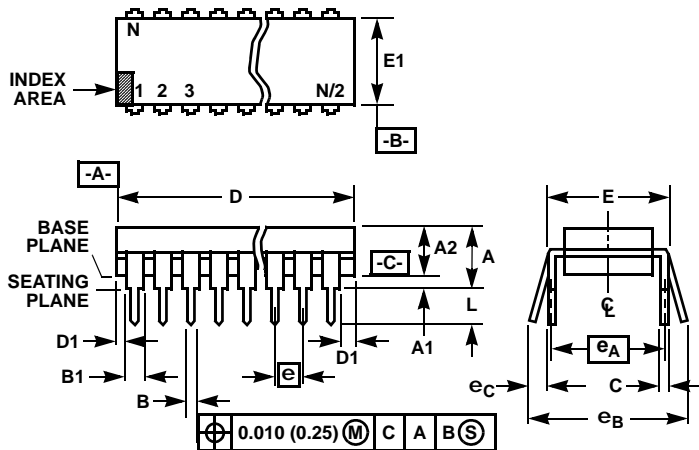 N
E1
INDEX
AREA
1 2 3 N/2
-B-
-A-
D
E
BASE
PLANE
A2
A
-C-
SEATING
PLANE
L
C
L
D1
A1
D1
eA
B1
e
eC
C
B
eB
0.010 (0.25) M C A B S